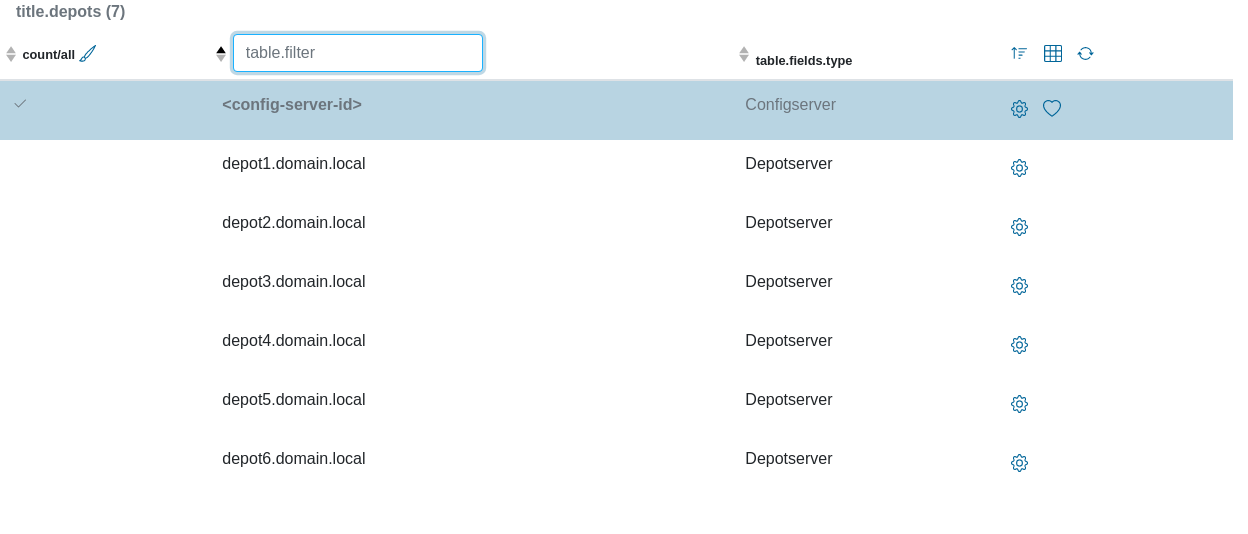 title.depots (7)
count/all table.filter table.fields.type
<config-server-id> Configserver
depot1.domain.local Depotserver
depot2.domain.local Depotserver
depot3.domain.local Depotserver
depot4.domain.local Depotserver
depot5.domain.local Depotserver
depot6.domain.local Depotserver